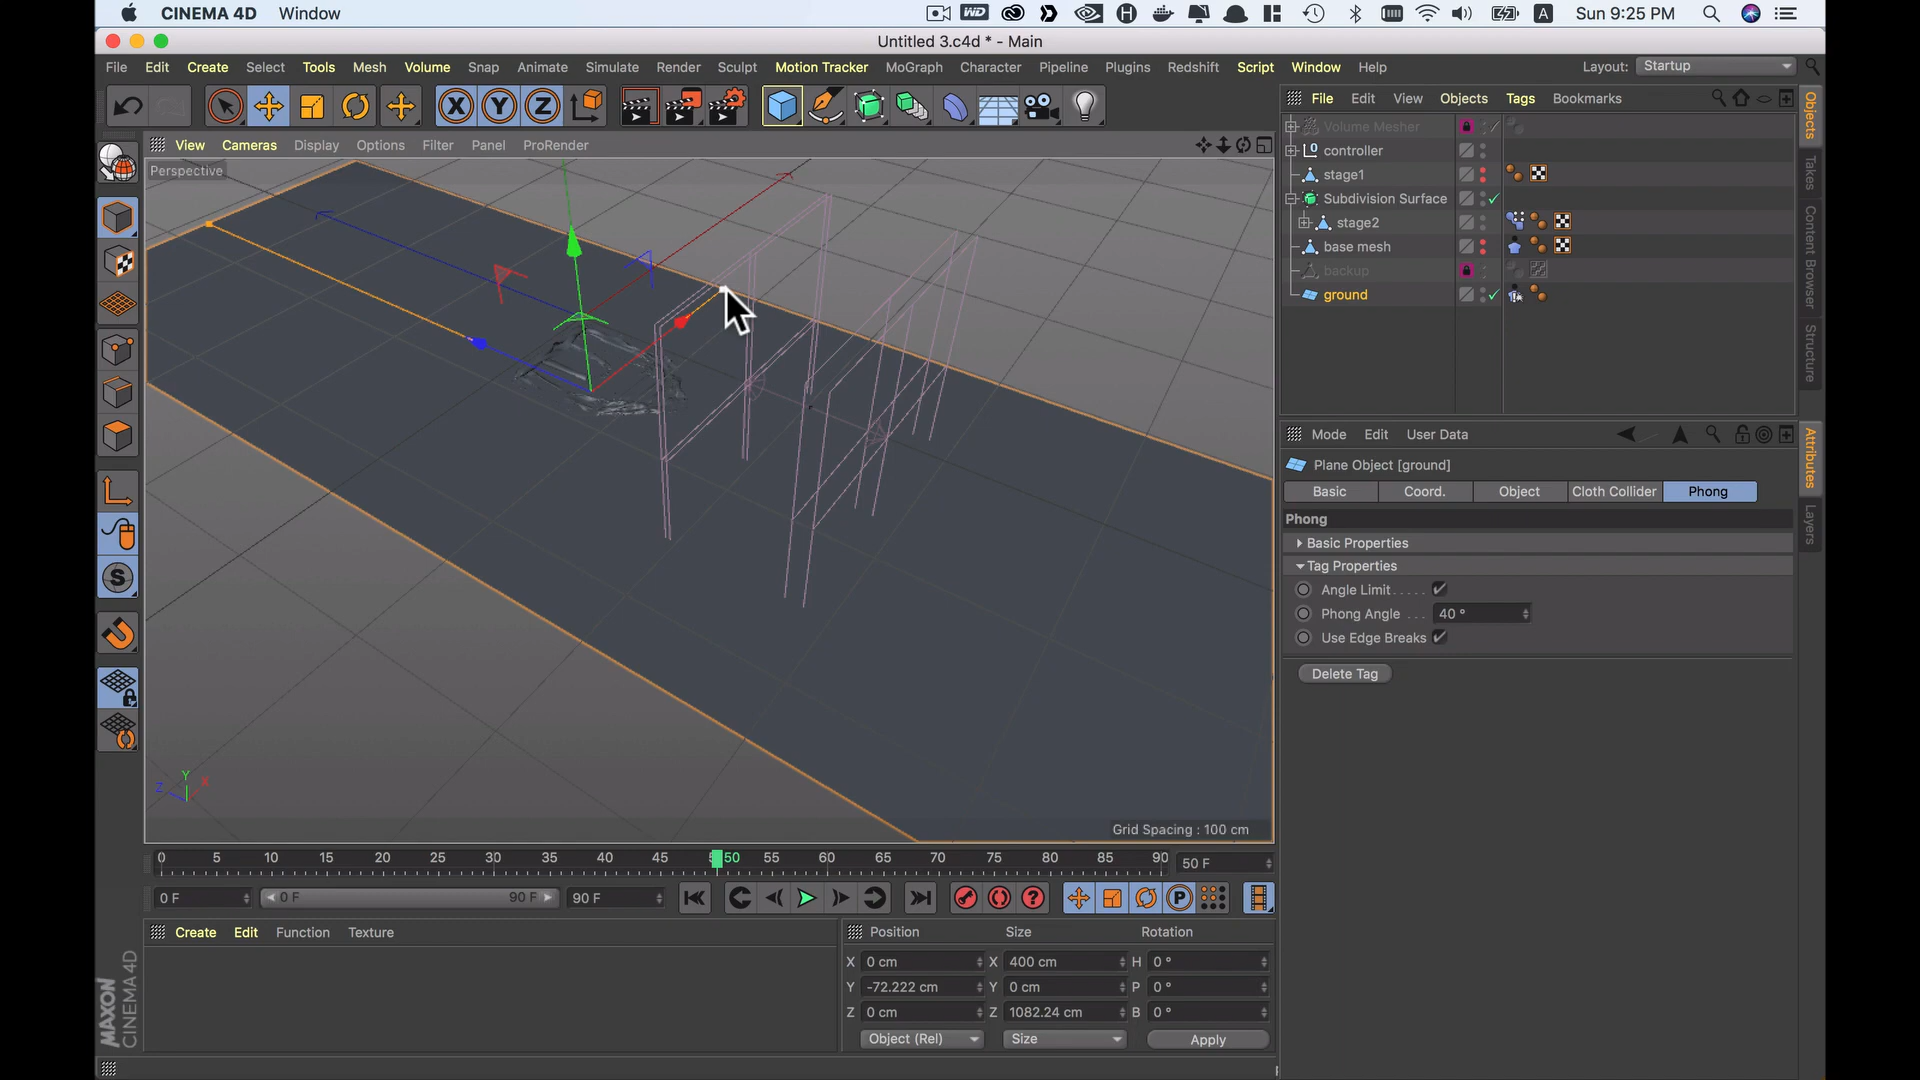 CINEMA 4D Window
A Sun 9:25 PM
Untitled 3.c4d * - Main
File Edit Create Select Tools Mesh Volume Snap Animate Simulate Render Sculpt Motion Tracker MoGraph Character Pipeline Plugins Redshift Script Window Help Layout: Startup
X Y Z
File Edit View Objects Tags Bookmarks
View Cameras Display Options Filter Panel ProRender
Perspective
Volume Mesher
controller
stage1
Subdivision Surface
stage2
base mesh
backup
ground
Objects
Takes
Content Browser
Structure
Mode Edit User Data
Plane Object [ground]
Basic Coord. Object Cloth Collider Phong
Phong
Basic Properties
Tag Properties
Angle Limit
Phong Angle 40 °
Use Edge Breaks
Delete Tag
Attributes
Layers
Y X Z
Grid Spacing : 100 cm
0 5 10 15 20 25 30 35 40 45 50 55 60 65 70 75 80 85 90 50 F
0 F 0 F 90 F 90 F
Create Edit Function Texture
Position Size Rotation
X 0 cm X 400 cm H 0 °
Y -72.222 cm Y 0 cm P 0 °
Z 0 cm Z 1082.24 cm B 0 °
Object (Rel) Size Apply
MAXON
CINEMA 4D